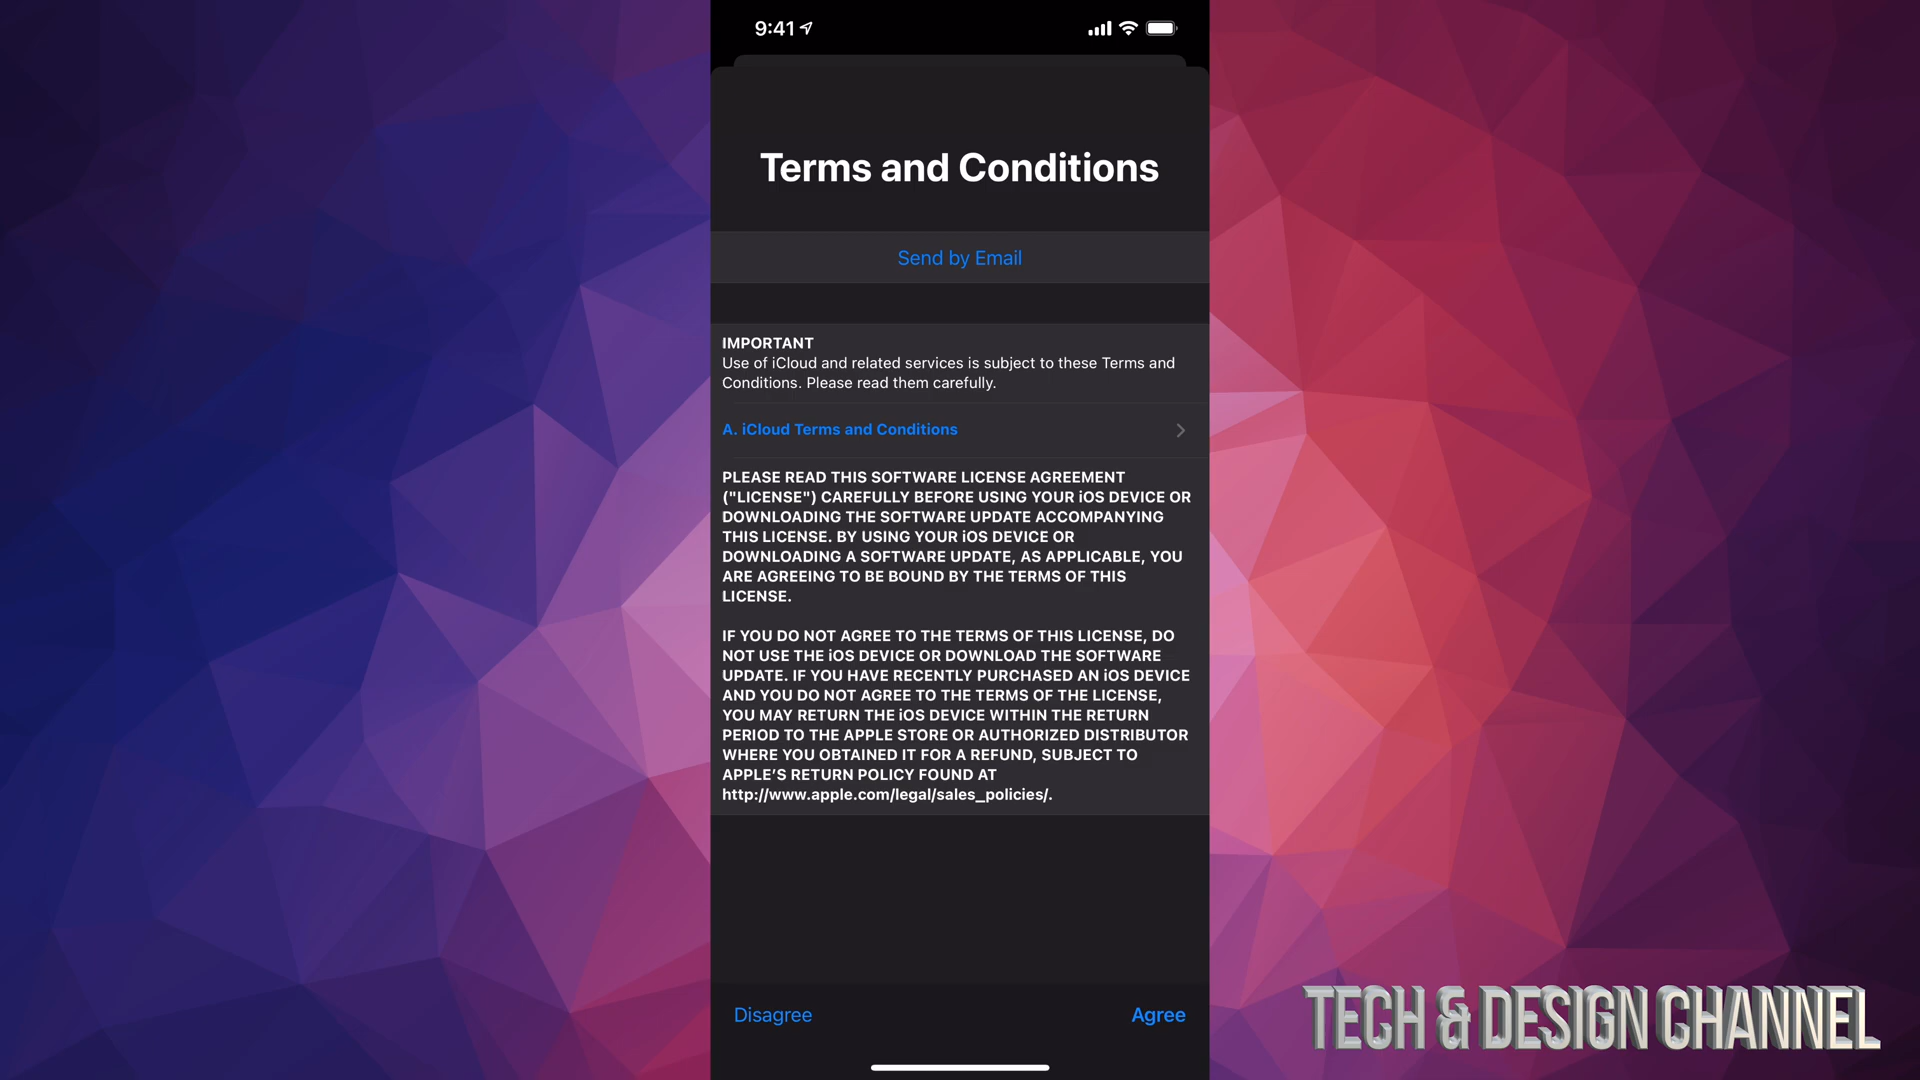 9:41
Terms and Conditions
Send by Email
IMPORTANT
Use of iCloud and related services is subject to these Terms and
Conditions. Please read them carefully.
A. iCloud Terms and Conditions
PLEASE READ THIS SOFTWARE LICENSE AGREEMENT
("LICENSE") CAREFULLY BEFORE USING YOUR iOS DEVICE OR
DOWNLOADING THE SOFTWARE UPDATE ACCOMPANYING
THIS LICENSE. BY USING YOUR iOS DEVICE OR
DOWNLOADING A SOFTWARE UPDATE, AS APPLICABLE, YOU
ARE AGREEING TO BE BOUND BY THE TERMS OF THIS
LICENSE.
IF YOU DO NOT AGREE TO THE TERMS OF THIS LICENSE, DO
NOT USE THE iOS DEVICE OR DOWNLOAD THE SOFTWARE
UPDATE. IF YOU HAVE RECENTLY PURCHASED AN iOS DEVICE
AND YOU DO NOT AGREE TO THE TERMS OF THE LICENSE,
YOU MAY RETURN THE iOS DEVICE WITHIN THE RETURN
PERIOD TO THE APPLE STORE OR AUTHORIZED DISTRIBUTOR
WHERE YOU OBTAINED IT FOR A REFUND, SUBJECT TO
APPLE’S RETURN POLICY FOUND AT
http://www.apple.com/legal/sales_policies/.
Disagree
Agree
TECH & DESIGN CHANNEL